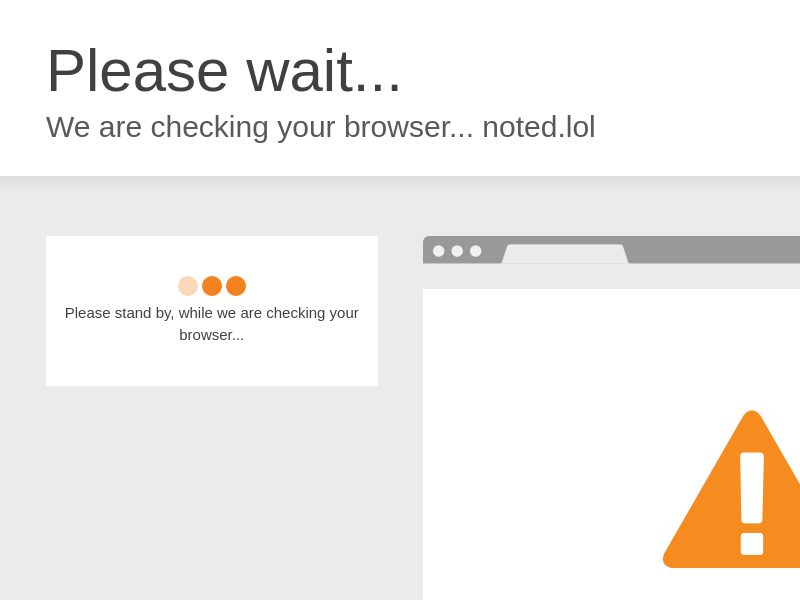 Please wait...
We are checking your browser... noted.lol
Please stand by, while we are checking your
browser...